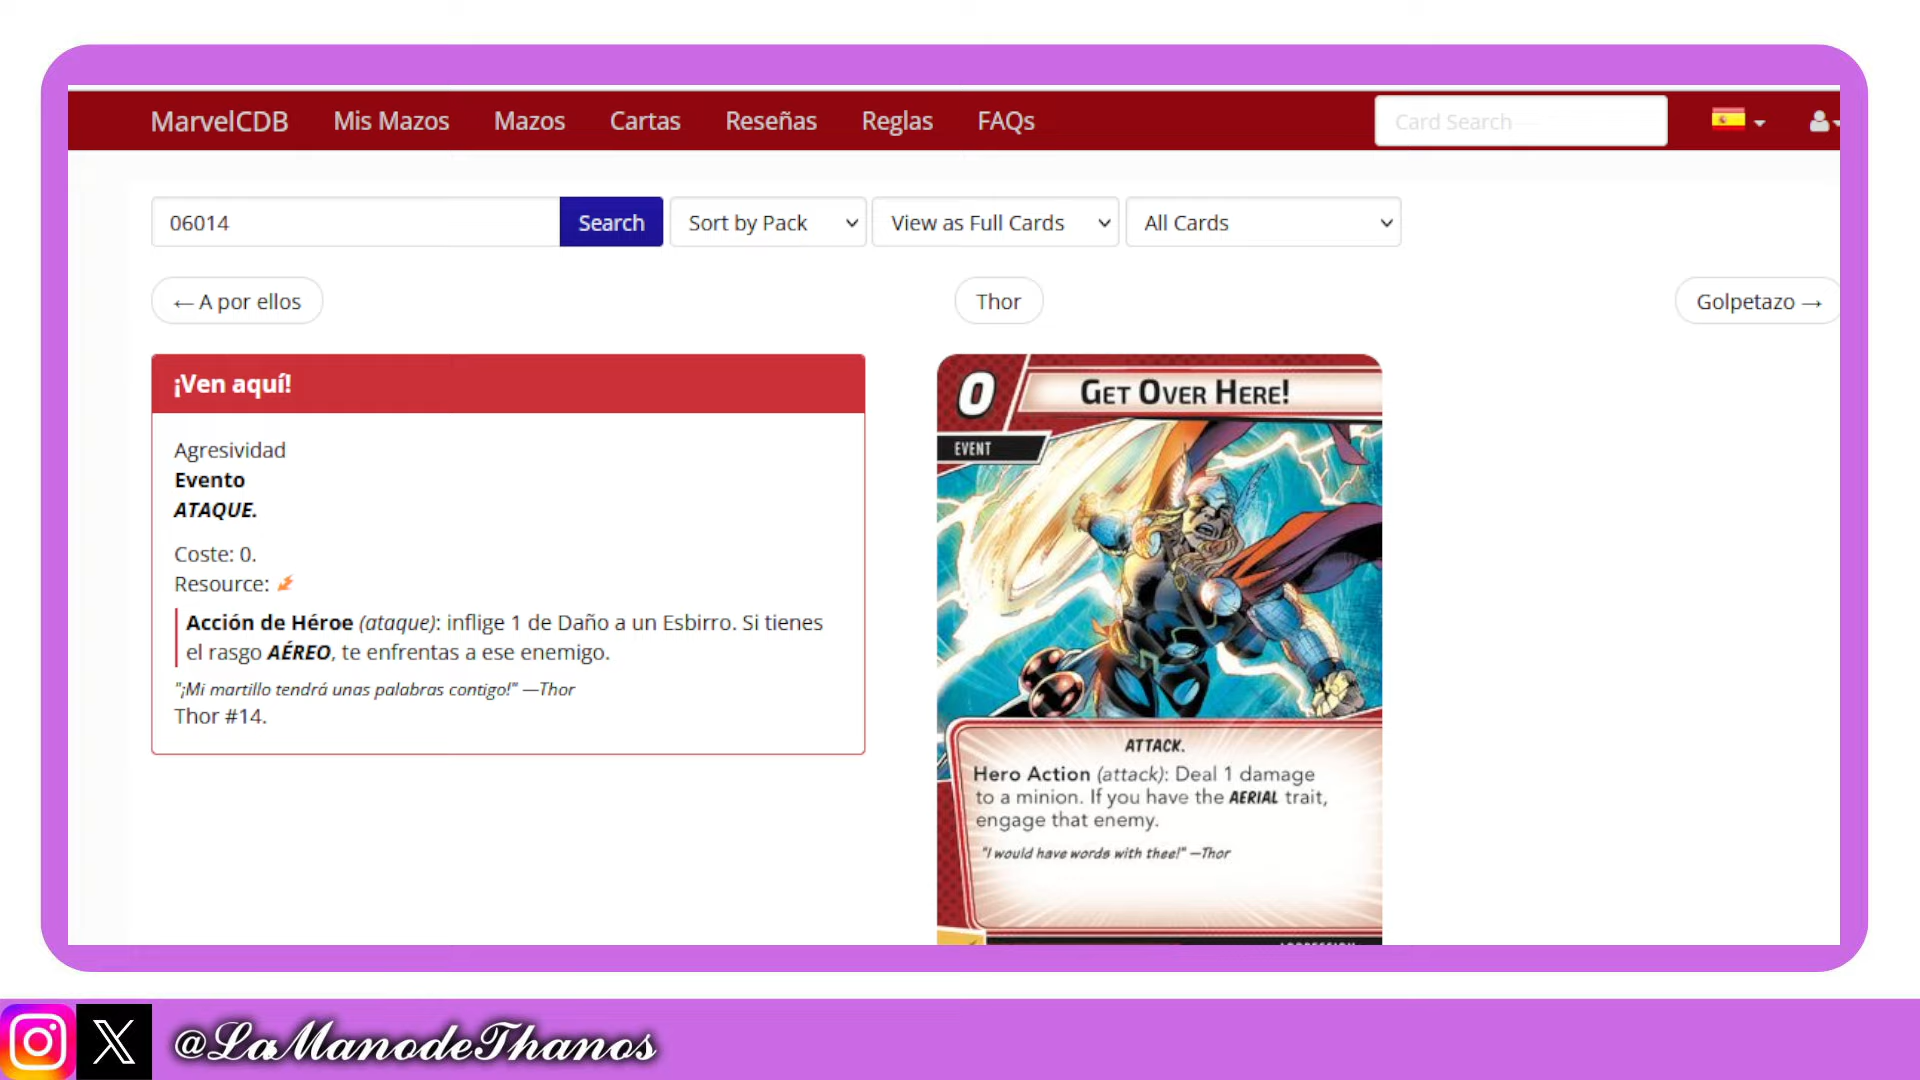 MarvelCDB Mis Mazos Mazos Cartas Reseñas Reglas FAQs Card Search
06014 Search Sort by Pack View as Full Cards All Cards
← A por ellos Thor Golpetazo →
¡Ven aquí!
Agresividad
Evento
ATAQUE.
Coste: 0.
Resource:
Acción de Héroe (ataque): inflige 1 de Daño a un Esbirro. Si tienes
el rasgo AÉREO, te enfrentas a ese enemigo.
"¡Mi martillo tendrá unas palabras contigo!" —Thor
Thor #14.
0 GET OVER HERE!
EVENT
ATTACK.
Hero Action (attack): Deal 1 damage
to a minion. If you have the AERIAL trait,
engage that enemy.
"I would have words with thee!" —Thor
@LaManodeThanos